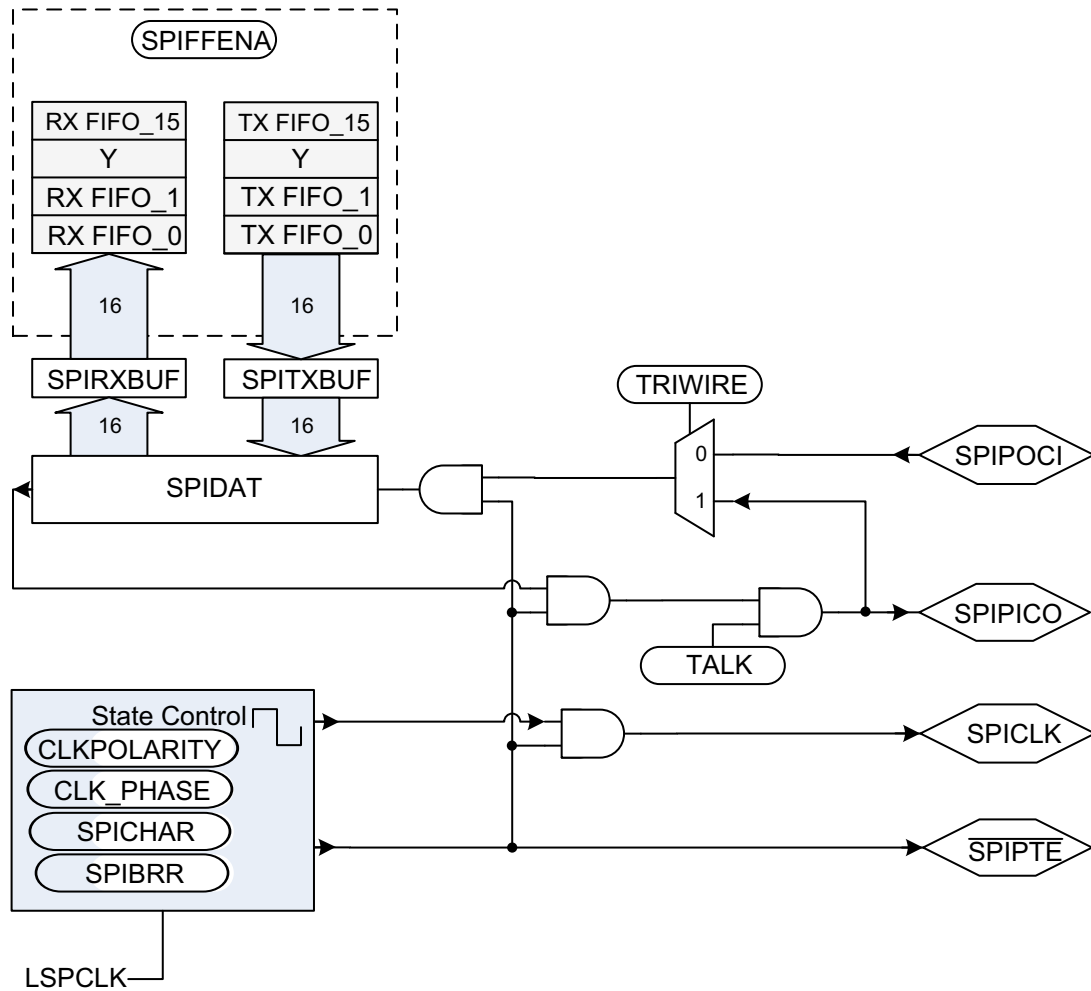 SPIFFENA
RX FIFO_15
Y
RX FIFO_1
RX FIFO_0
TX FIFO_15
Y
TX FIFO_1
TX FIFO_0
16
16
SPIRXBUF
SPITXBUF
16
16
SPIDAT
TRIWIRE
0
1
SPIPOCI
SPIPICO
TALK
State Control
CLKPOLARITY
CLK_PHASE
SPICHAR
SPIBRR
SPICLK
SPIPTE
LSPCLK